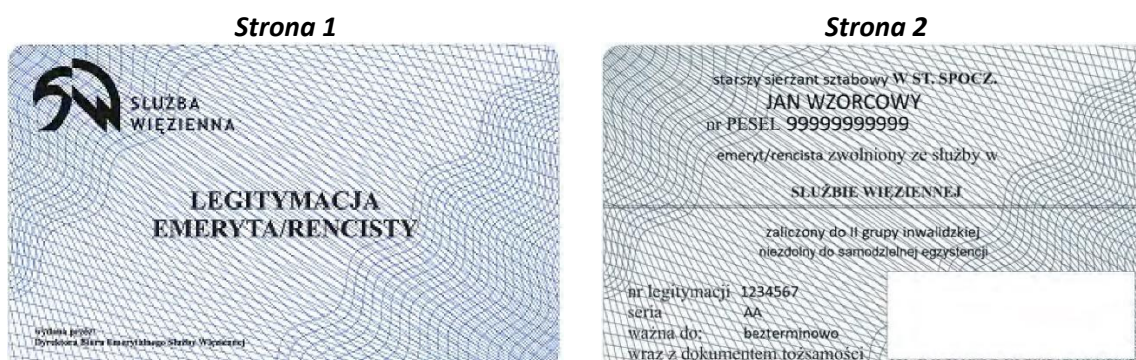 Strona 1
SŁUŻBA
WIĘZIENNA
LEGITYMACJA
EMERYTA/RENCISTY
wydana przez:
Dyrektora Biura Emerytalnego Służby Więziennej
Strona 2
starszy sierżant sztabowy W ST. SPOCZ.
JAN WZORCOWY
nr PESEL 99999999999
emeryt/rencista zwolniony ze służby w
SŁUŻBIE WIĘZIENNEJ
zaliczony do II grupy inwalidzkiej
niezdolny do samodzielnej egzystencji
nr legitymacji 1234567
seria AA
ważna do: bezterminowo
wraz z dokumentem tożsamości